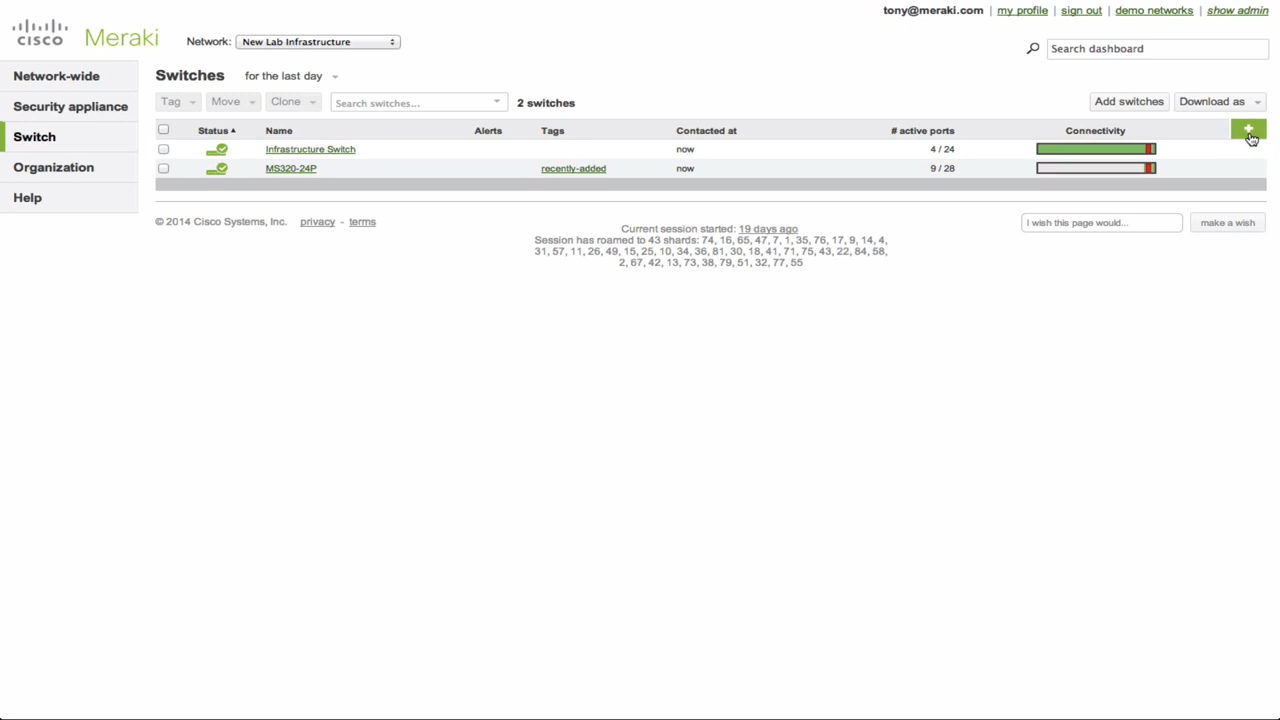 tony@meraki.com | my profile | sign out | demo networks | show admin
cisco Meraki
Network: New Lab Infrastructure
Search dashboard
Network-wide
Security appliance
Switch
Organization
Help
Switches for the last day
Tag Move Clone Search switches... 2 switches Add switches Download as
Status Name Alerts Tags Contacted at # active ports Connectivity +
Infrastructure Switch now 4 / 24
MS320-24P recently-added now 9 / 28
© 2014 Cisco Systems, Inc. privacy - terms
Current session started: 19 days ago
Session has roamed to 43 shards: 74, 16, 65, 47, 7, 1, 35, 76, 17, 9, 14, 4,
31, 57, 11, 26, 49, 15, 25, 10, 34, 36, 81, 30, 18, 41, 71, 75, 43, 22, 84, 58,
2, 67, 42, 13, 73, 38, 79, 51, 32, 77, 55
I wish this page would... make a wish